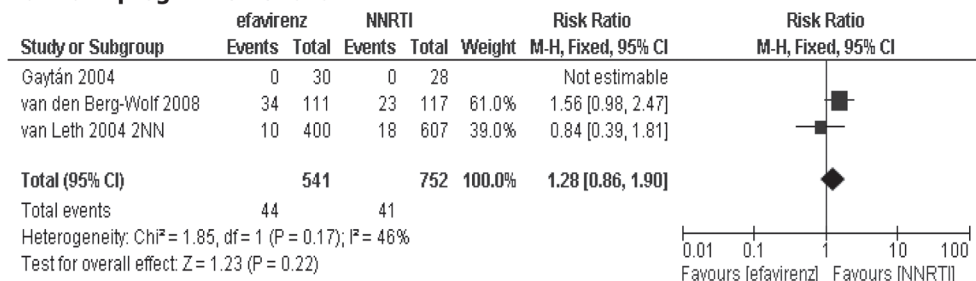 efavirenz NNRTI Risk Ratio Risk Ratio
Study or Subgroup Events Total Events Total Weight M-H, Fixed, 95% CI M-H, Fixed, 95% CI
Gaytán 2004 0 30 0 28 Not estimable
van den Berg-Wolf 2008 34 111 23 117 61.0% 1.56 [0.98, 2.47]
van Leth 2004 2NN 10 400 18 607 39.0% 0.84 [0.39, 1.81]
Total (95% CI) 541 752 100.0% 1.28 [0.86, 1.90]
Total events 44 41
Heterogeneity: Chi² = 1.85, df = 1 (P = 0.17); I² = 46%
Test for overall effect: Z = 1.23 (P = 0.22)
0.01 0.1 1 10 100
Favours [efavirenz] Favours [NNRTI]